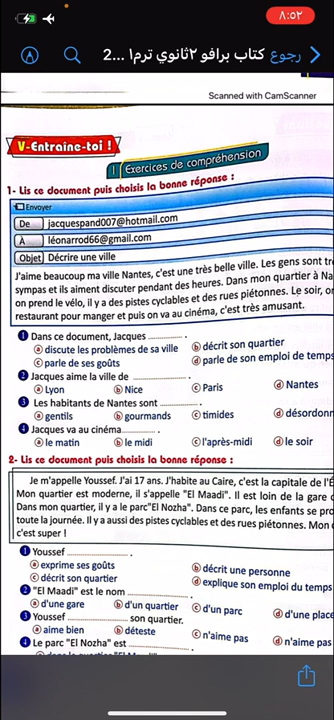 ٨:٥٢
رجوع
كتاب برافو ٢ثانوي ترم١ ...2
Scanned with CamScanner
V-Entraine-toi !
I Exercices de compréhension
1- Lis ce document puis choisis la bonne réponse :
Envoyer
De jacquespand007@hotmail.com
À léonarrod66@gmail.com
Objet Décrire une ville
J'aime beaucoup ma ville Nantes, c'est une très belle ville. Les gens sont
sympas et ils aiment discuter pendant des heures. Dans mon quartier à
on prend le vélo, il y a des pistes cyclables et des rues piétonnes. Le soir,
restaurant pour manger et puis on va au cinéma, c'est très amusant.
1 Dans ce document, Jacques ............ .
a discute les problèmes de sa ville
b décrit son quartier
c parle de ses goûts
d parle de son emploi de temps
2 Jacques aime la ville de ............ .
a Lyon b Nice c Paris d Nantes
3 Les habitants de Nantes sont ............ .
a gentils b gourmands c timides d désordonn
4 Jacques va au cinéma ............ .
a le matin b le midi c l'après-midi d le soir
2- Lis ce document puis choisis la bonne réponse :
Je m'appelle Youssef. J'ai 17 ans. J'habite au Caire, c'est la capitale de
Mon quartier est moderne, il s'appelle "El Maadi". Il est loin de la gare
Dans mon quartier, il y a le parc"El Nozha". Dans ce parc, les enfants se
toute la journée. Il y a aussi des pistes cyclables et des rues piétonnes. Mon
c'est super !
1 Youssef ............ .
a exprime ses goûts
b décrit une personne
c décrit son quartier
d explique son emploi du temps
2 "El Maadi" est le nom ............ .
a d'une gare b d'un quartier c d'un parc d d'une place
3 Youssef ............ son quartier.
a aime bien b déteste c n'aime pas d n'aime pas
4 Le parc "El Nozha" est ............ .